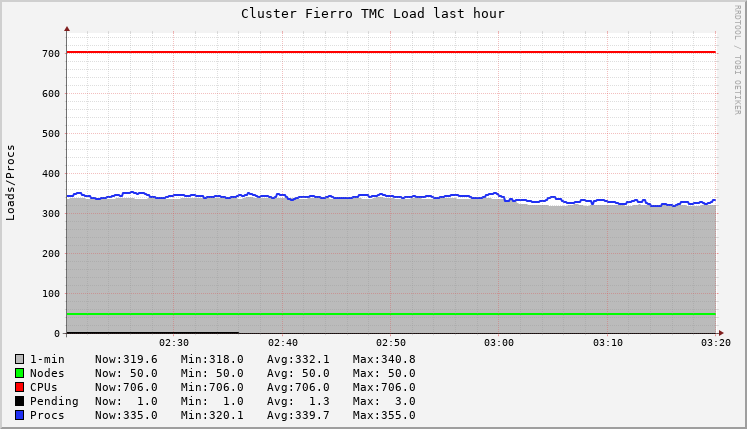 Cluster Fierro TMC Load last hour
RRDTOOL / TOBI OETIKER
Loads/Procs
700
600
500
400
300
200
100
0
02:30 02:40 02:50 03:00 03:10 03:20
1-min Now:319.6 Min:318.0 Avg:332.1 Max:340.8
Nodes Now: 50.0 Min: 50.0 Avg: 50.0 Max: 50.0
CPUs Now:706.0 Min:706.0 Avg:706.0 Max:706.0
Pending Now: 1.0 Min: 1.0 Avg: 1.3 Max: 3.0
Procs Now:335.0 Min:320.1 Avg:339.7 Max:355.0